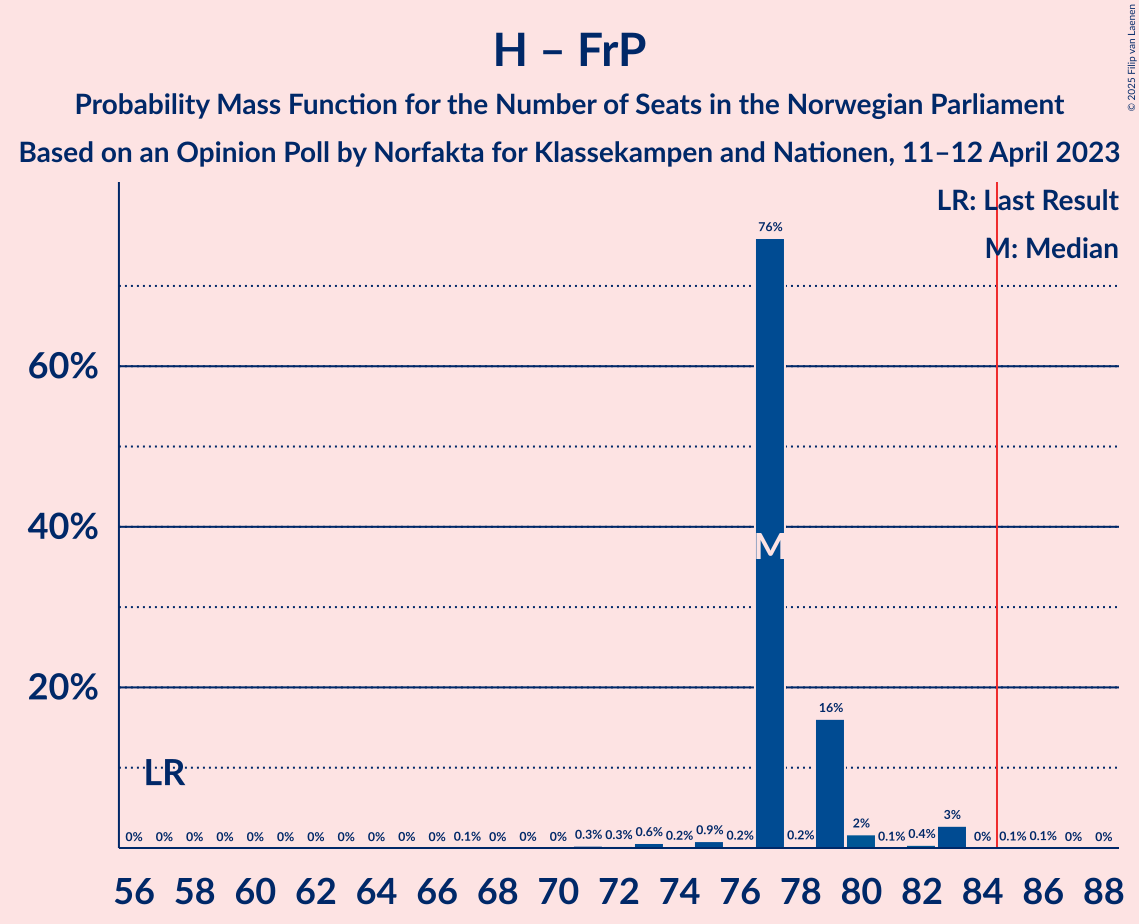 H – FrP
Probability Mass Function for the Number of Seats in the Norwegian Parliament
Based on an Opinion Poll by Norfakta for Klassekampen and Nationen, 11–12 April 2023
© 2025 Filip van Laenen
LR: Last Result
M: Median
76%
60%
40%
M
20%
16%
LR
0% 0% 0% 0% 0% 0% 0% 0% 0% 0% 0% 0.1% 0% 0% 0% 0.3% 0.3% 0.6% 0.2% 0.9% 0.2% 0.2% 2% 0.1% 0.4% 3% 0% 0.1% 0.1% 0% 0%
56 58 60 62 64 66 68 70 72 74 76 78 80 82 84 86 88